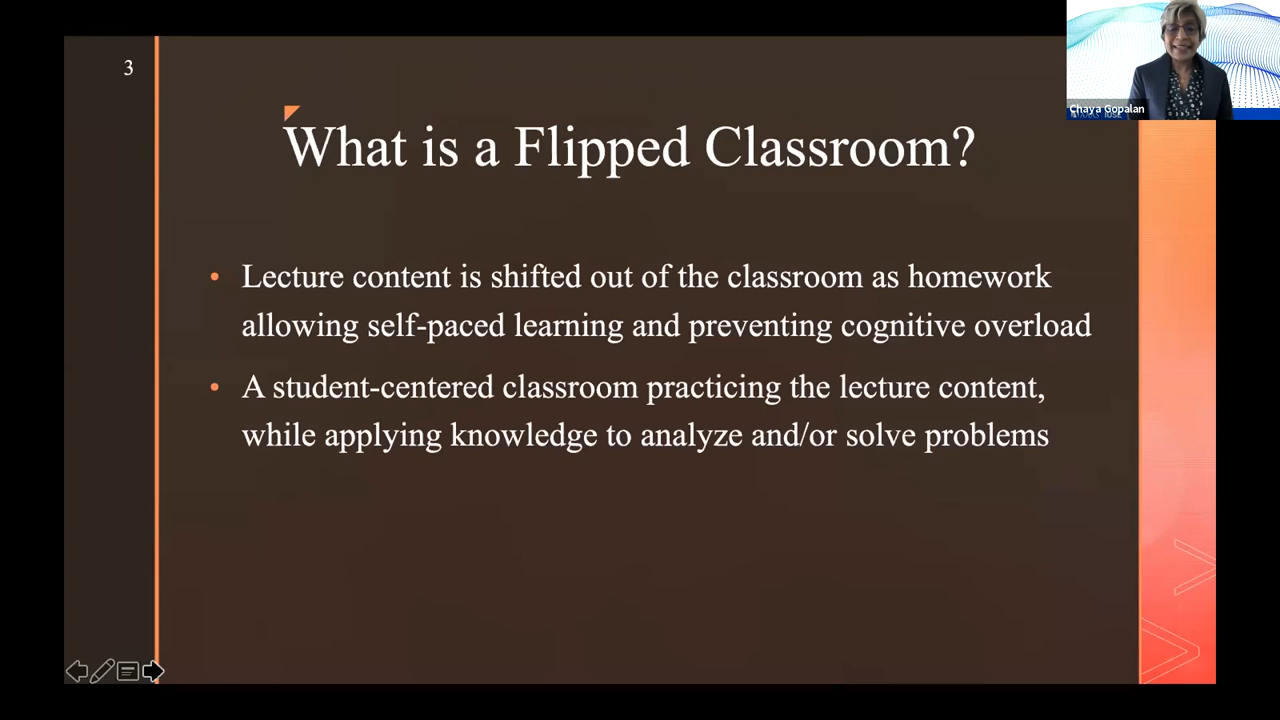 3
Chaya Gopalan
What is a Flipped Classroom?
• Lecture content is shifted out of the classroom as homework
allowing self-paced learning and preventing cognitive overload
• A student-centered classroom practicing the lecture content,
while applying knowledge to analyze and/or solve problems